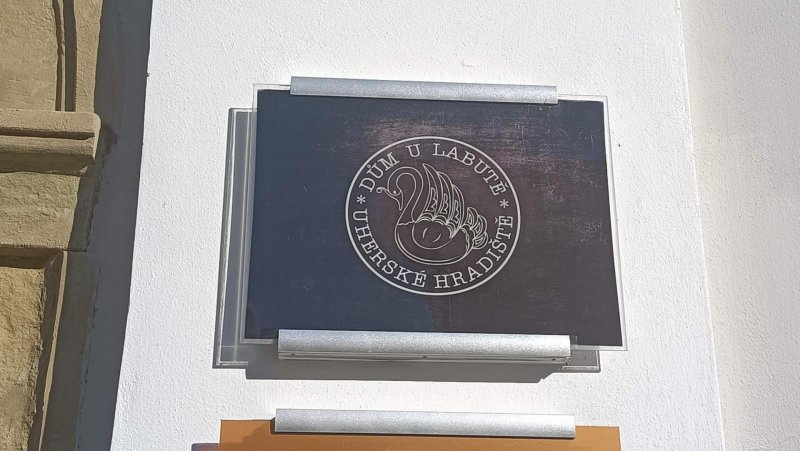 DŮM U LABUTĚ
* UHERSKÉ HRADIŠTĚ *